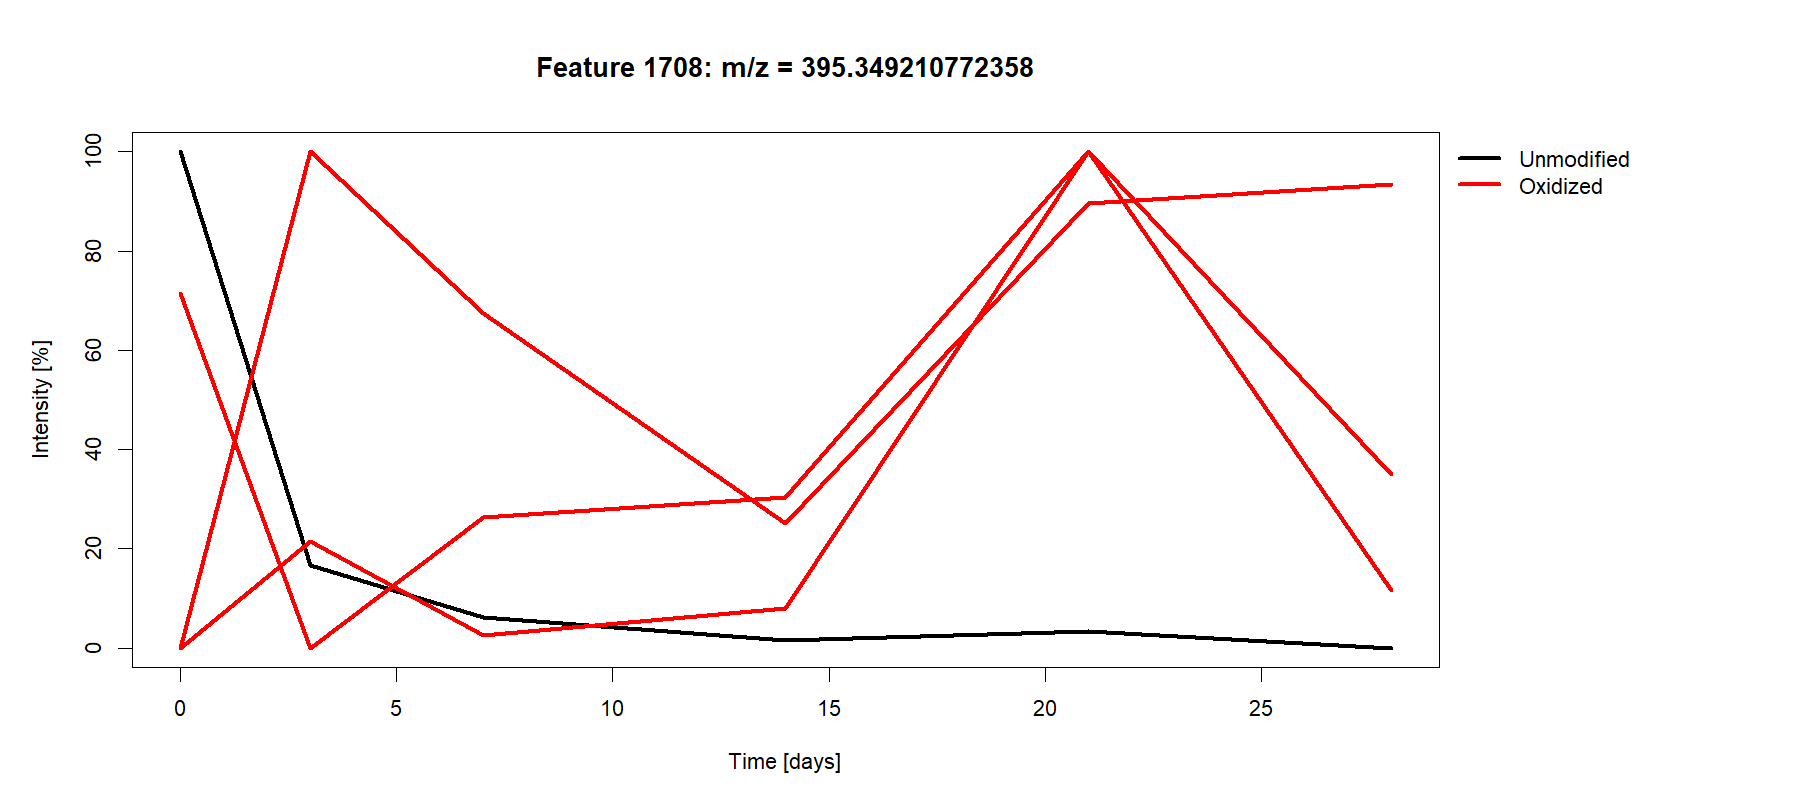 Feature 1708: m/z = 395.349210772358
Unmodified
Oxidized
Intensity [%]
100
80
60
40
20
0
0 5 10 15 20 25
Time [days]